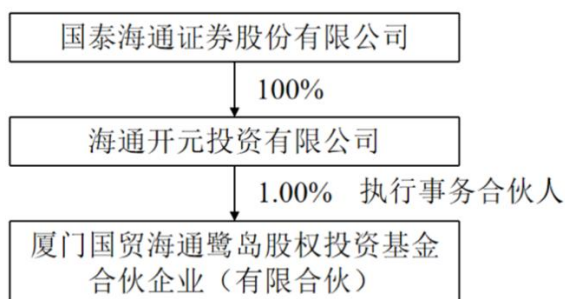 国泰海通证券股份有限公司
100%
海通开元投资有限公司
1.00% 执行事务合伙人
厦门国贸海通鹭岛股权投资基金
合伙企业（有限合伙）